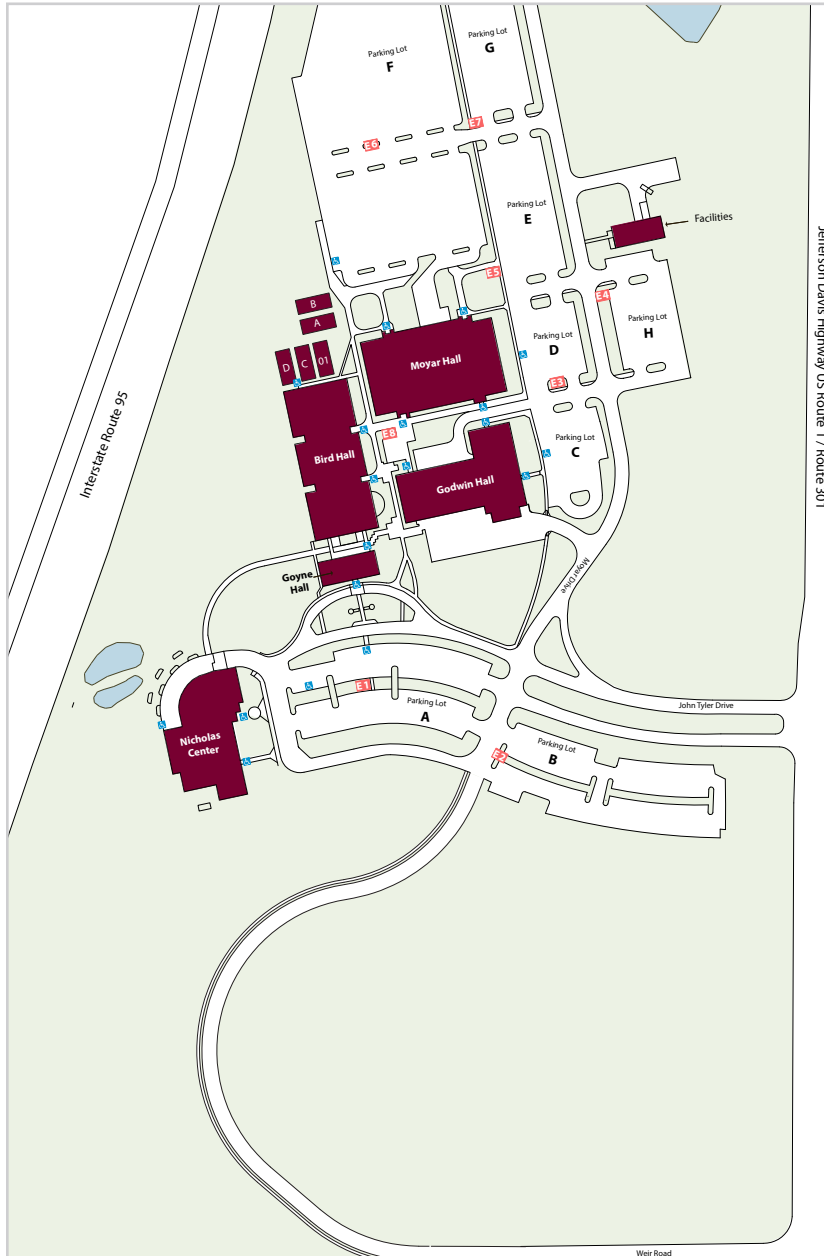 Parking Lot
G
Parking Lot
F
E7
E6
Parking Lot
E
Facilities
Jefferson Davis Highway US Route 1 / Route 301
E5
E4
B
A
Parking Lot
H
Parking Lot
D
D
C
01
Moyar Hall
E3
Interstate Route 95
E8
Parking Lot
C
Bird Hall
Godwin Hall
Moyar Drive
Goyne
Hall
E1
Parking Lot
A
John Tyler Drive
Nicholas
Center
Parking Lot
B
E2
Weir Road